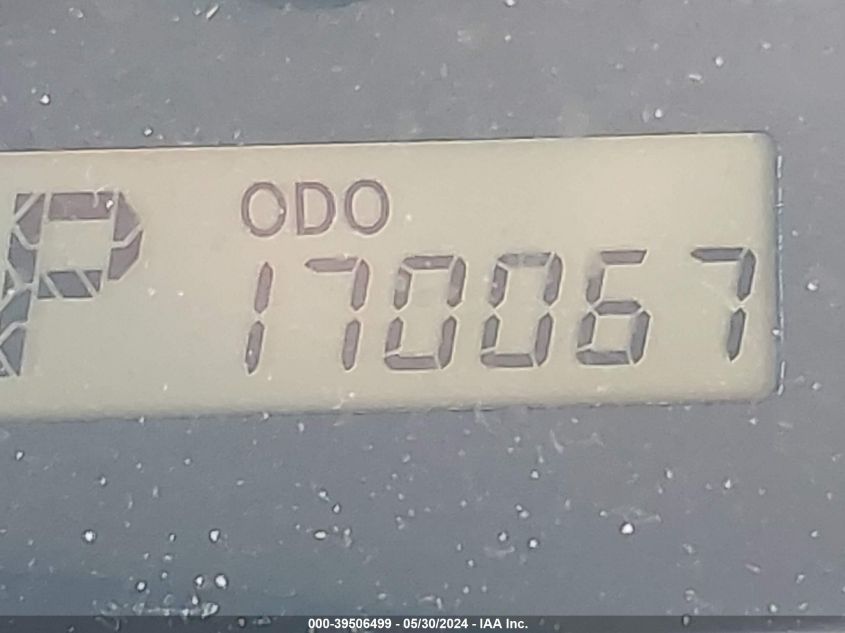 P
ODO
170067
000-39506499 - 05/30/2024 - IAA Inc.